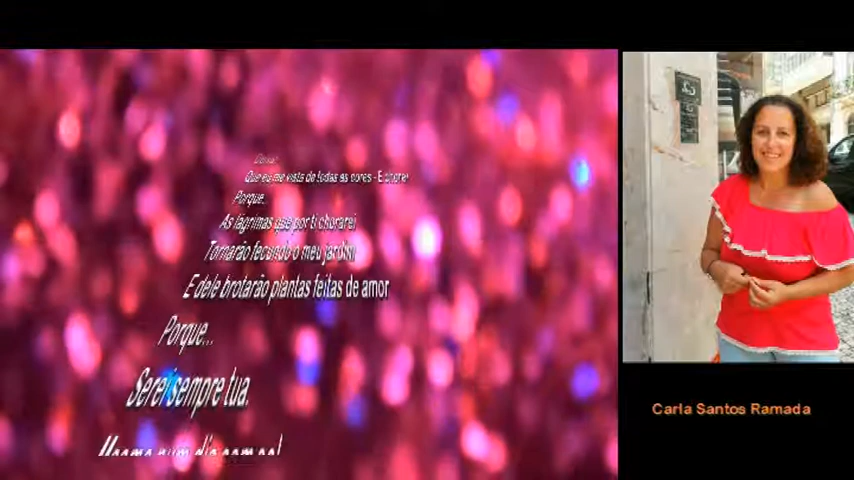 Que eu me vista de todas as cores - E chorar
Porque...
As lágrimas que por ti chorarei
Tornarão fecundo o meu jardim
E dele brotarão plantas feitas de amor
Porque...
Serei sempre tua.
Carla Santos Ramada